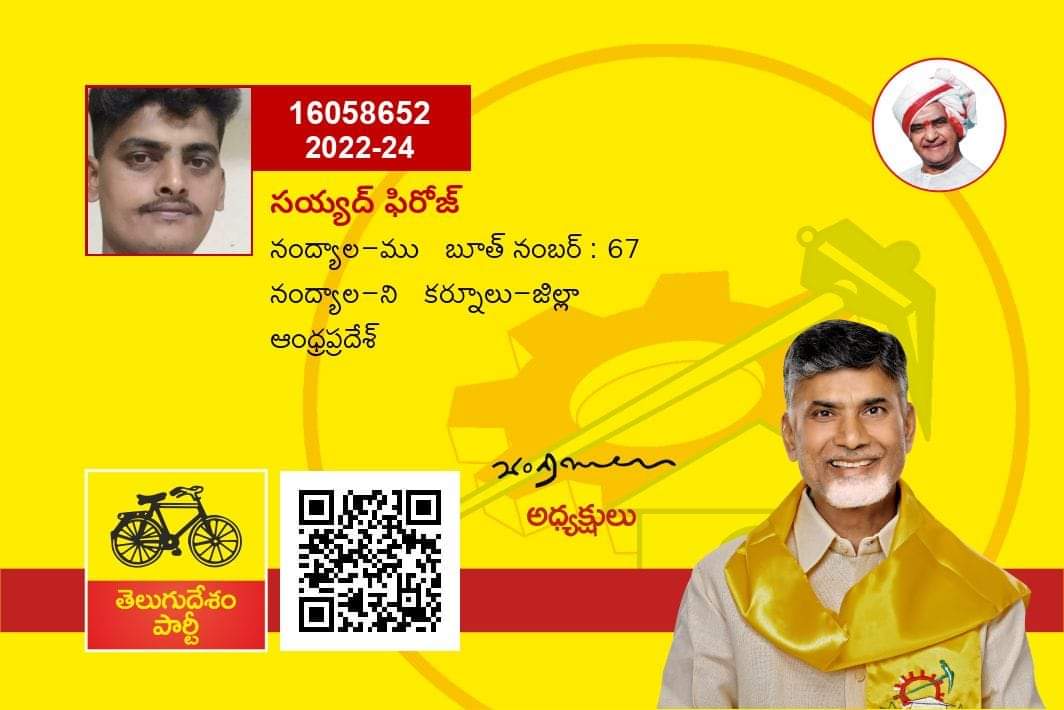 16058652
2022-24
సయ్యద్ ఫిరోజ్
నంద్యాల-ము బూత్ నంబర్ : 67
నంద్యాల-ని కర్నూలు-జిల్లా
ఆంధ్రప్రదేశ్
అధ్యక్షులు
తెలుగుదేశం
పార్టీ